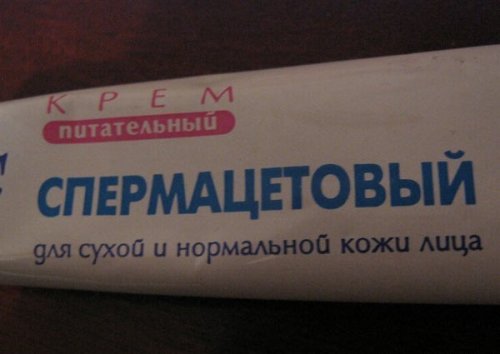 КРЕМ
питательный
СПЕРМАЦЕТОВЫЙ
для сухой и нормальной кожи лица